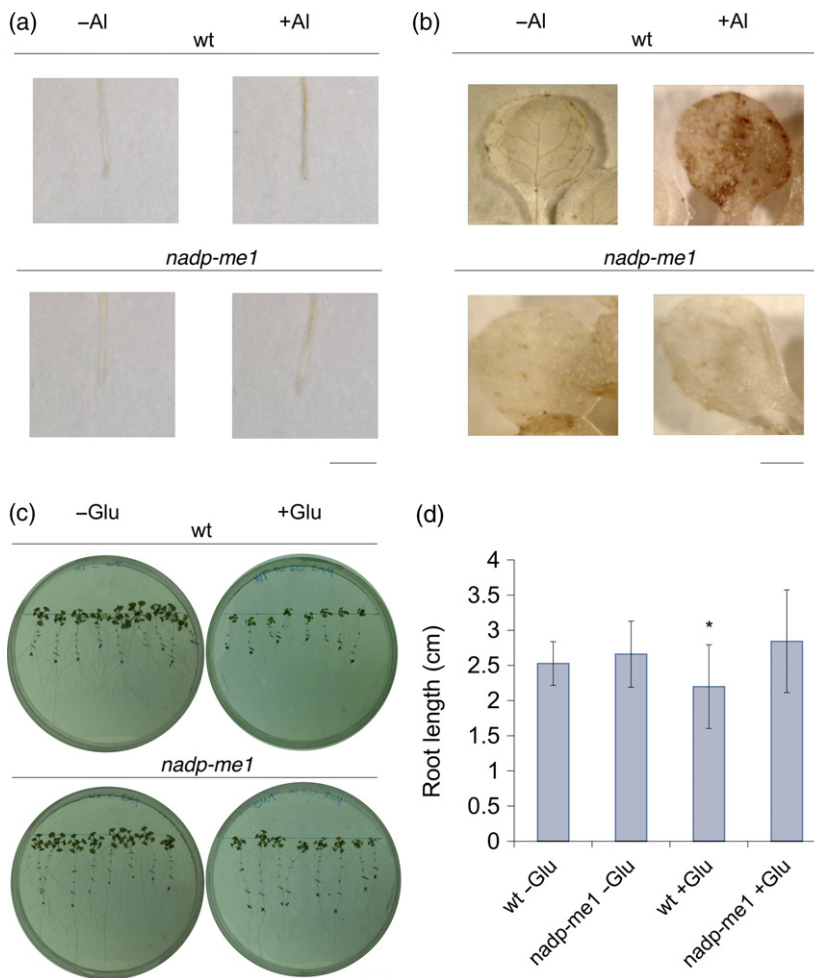 (a)
–Al +Al
wt
nadp-me1
(b)
–Al +Al
wt
nadp-me1
(c)
–Glu +Glu
wt
nadp-me1
(d)
Root length (cm)
4
3.5
3
2.5
2
1.5
1
0.5
0
*
wt –Glu
nadp-me1 –Glu
wt +Glu
nadp-me1 +Glu